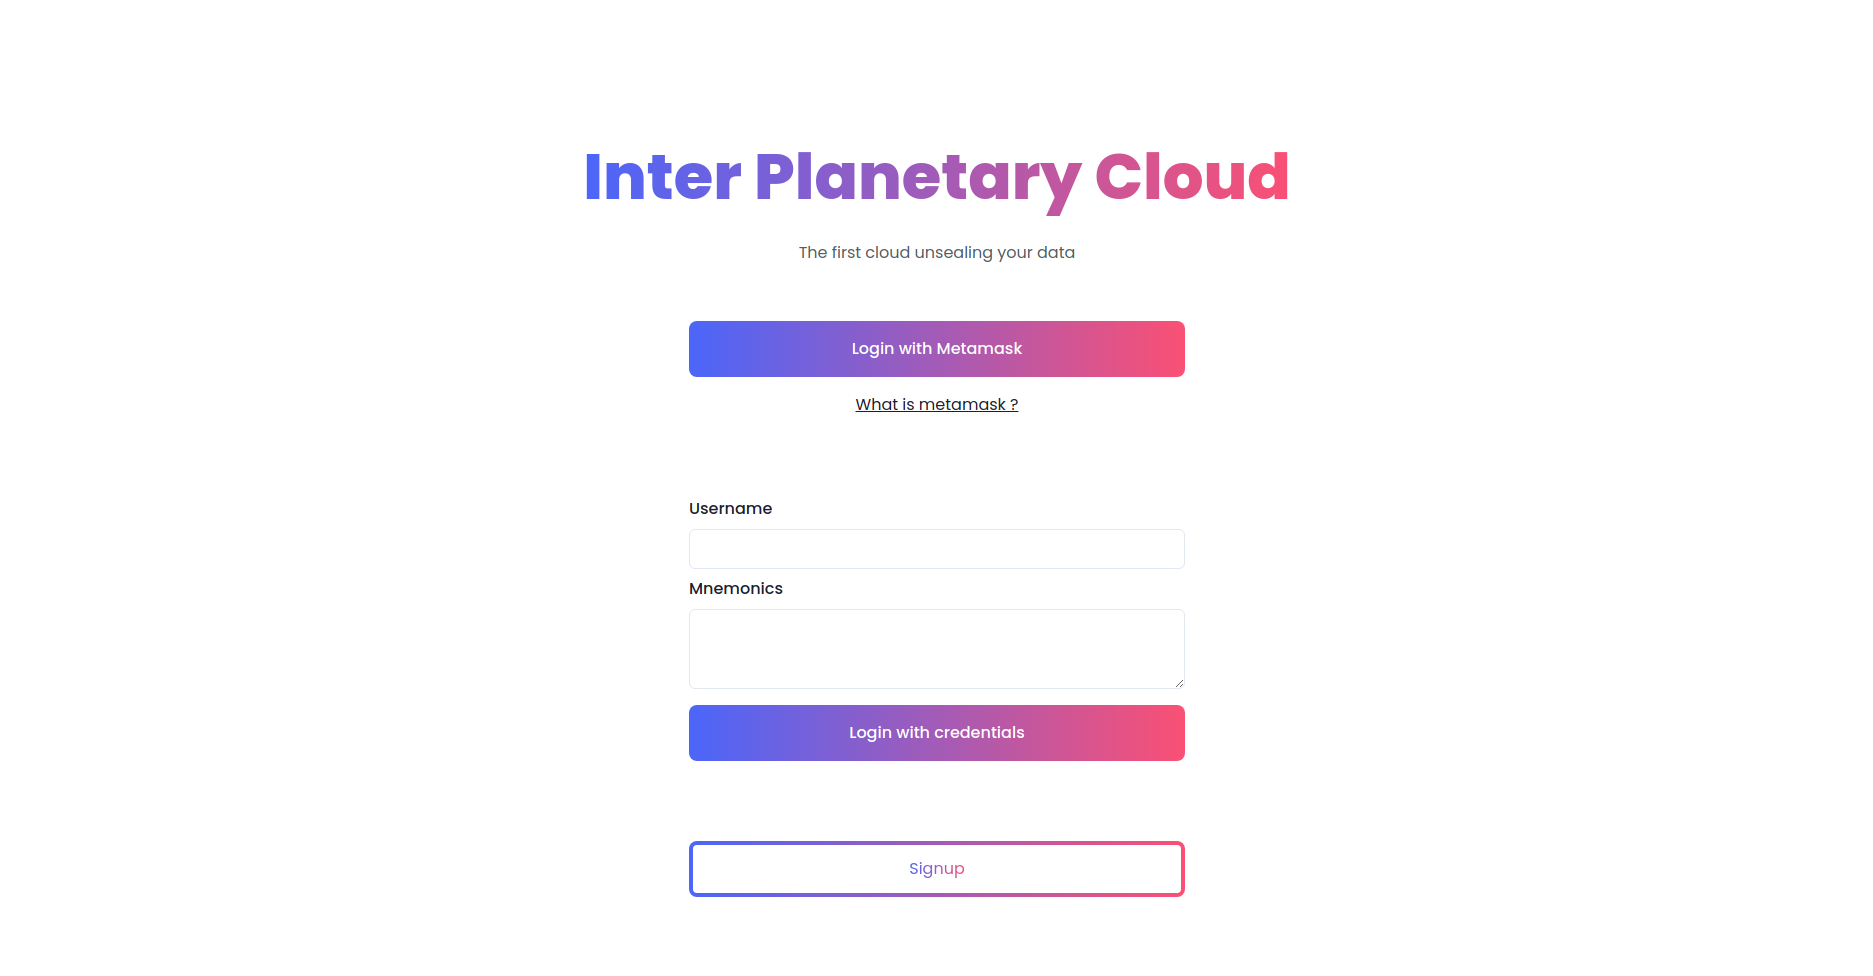 Inter Planetary Cloud
The first cloud unsealing your data
Login with Metamask
What is metamask ?
Username
Mnemonics
Login with credentials
Signup